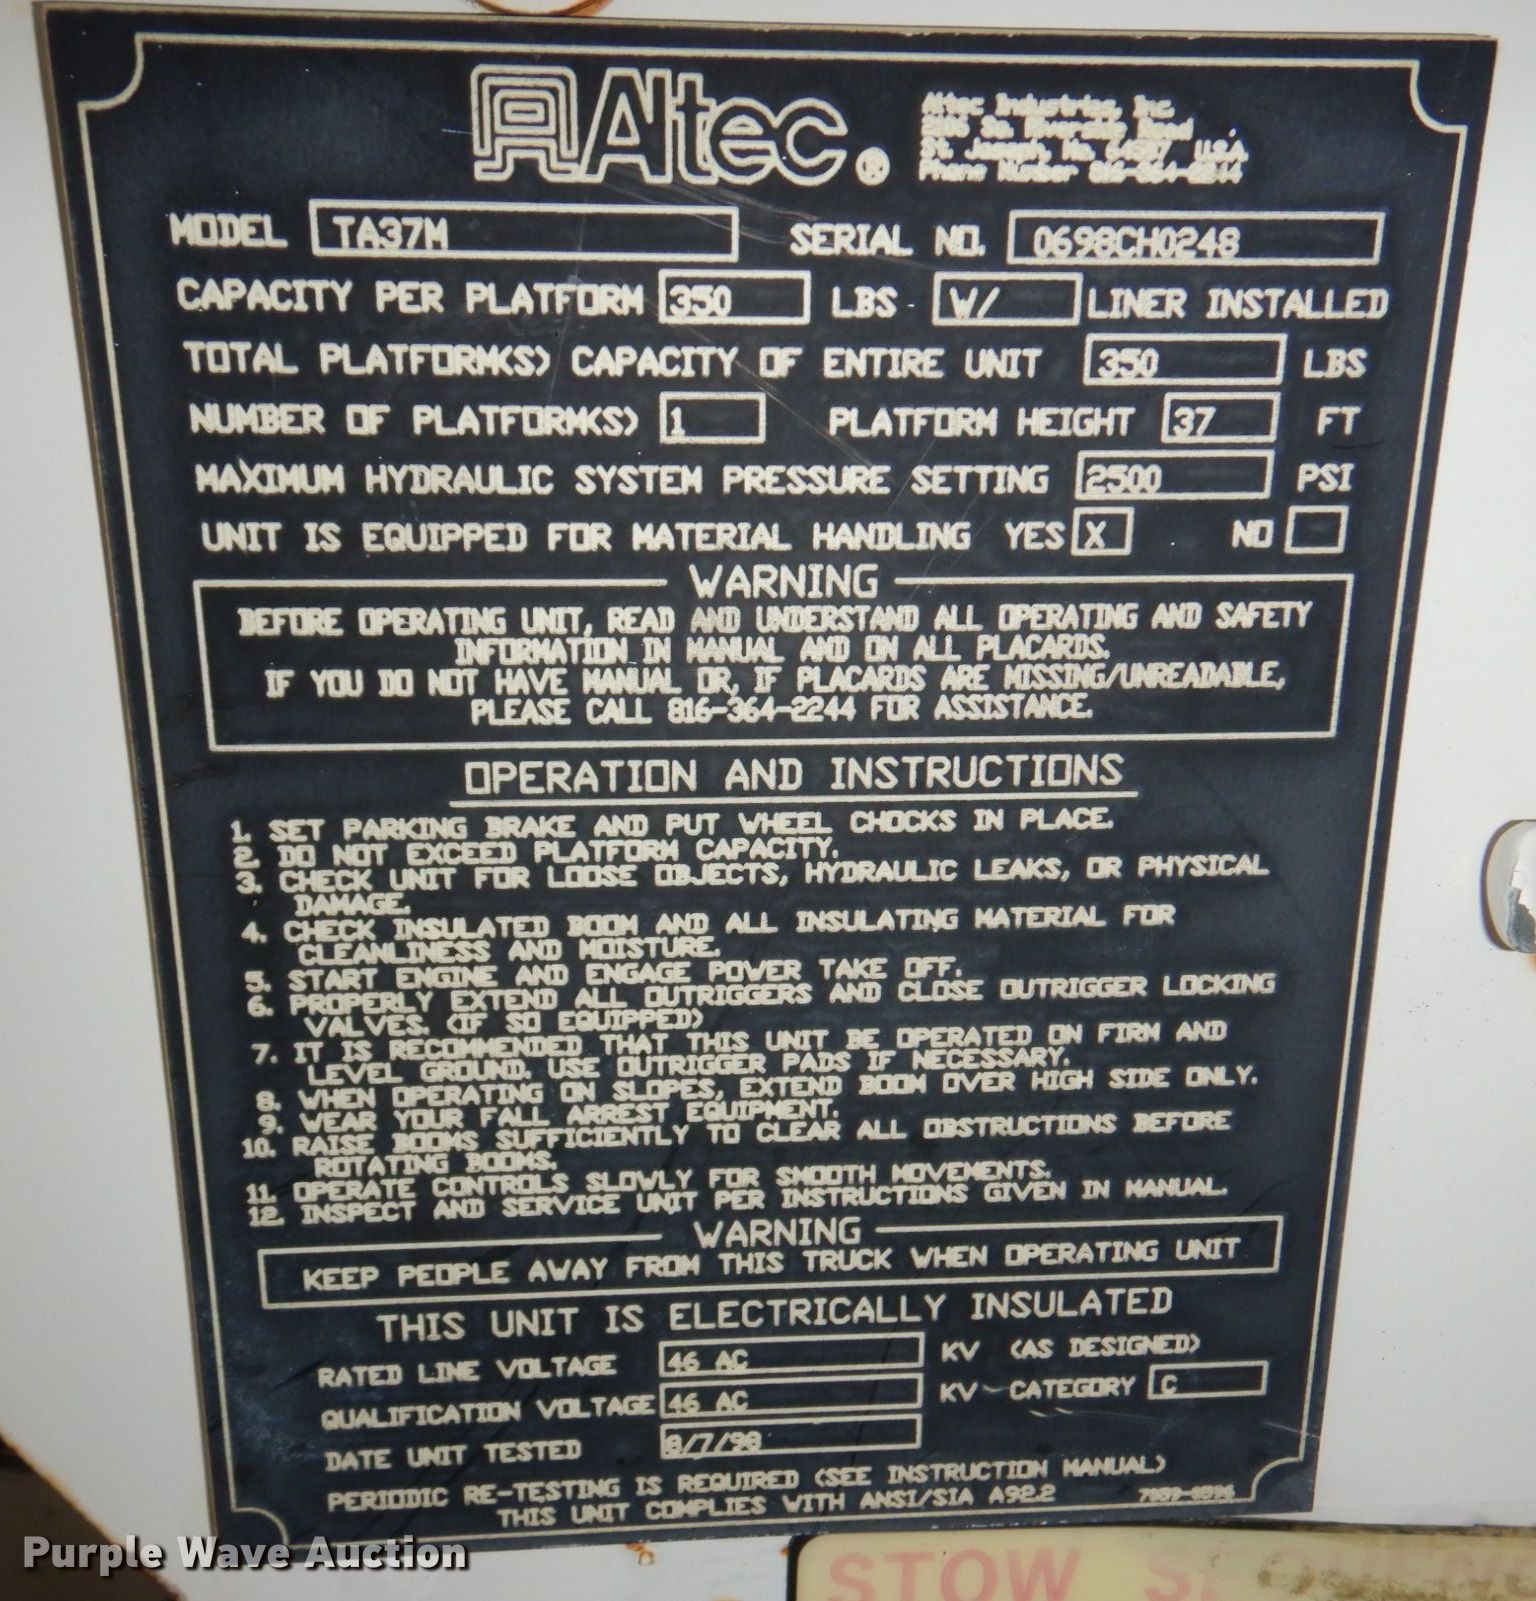 Altec®
Altec Industries, Inc.
2106 So. Riverside Road
St. Joseph, Mo. 64507 U.S.A.
Phone Number 816-364-2244
MODEL TA37M SERIAL NO. 0698CH0248
CAPACITY PER PLATFORM 350 LBS - W/ LINER INSTALLED
TOTAL PLATFORM(S) CAPACITY OF ENTIRE UNIT 350 LBS
NUMBER OF PLATFORM(S) 1 PLATFORM HEIGHT 37 FT
MAXIMUM HYDRAULIC SYSTEM PRESSURE SETTING 2500 PSI
UNIT IS EQUIPPED FOR MATERIAL HANDLING YES X NO
WARNING
BEFORE OPERATING UNIT, READ AND UNDERSTAND ALL OPERATING AND SAFETY
INFORMATION IN MANUAL AND ON ALL PLACARDS.
IF YOU DO NOT HAVE MANUAL OR, IF PLACARDS ARE MISSING/UNREADABLE,
PLEASE CALL 816-364-2244 FOR ASSISTANCE.
OPERATION AND INSTRUCTIONS
1. SET PARKING BRAKE AND PUT WHEEL CHOCKS IN PLACE.
2. DO NOT EXCEED PLATFORM CAPACITY.
3. CHECK UNIT FOR LOOSE OBJECTS, HYDRAULIC LEAKS, OR PHYSICAL
DAMAGE.
4. CHECK INSULATED BOOM AND ALL INSULATING MATERIAL FOR
CLEANLINESS AND MOISTURE.
5. START ENGINE AND ENGAGE POWER TAKE OFF.
6. PROPERLY EXTEND ALL OUTRIGGERS AND CLOSE OUTRIGGER LOCKING
VALVES. (IF SO EQUIPPED)
7. IT IS RECOMMENDED THAT THIS UNIT BE OPERATED ON FIRM AND
LEVEL GROUND. USE OUTRIGGER PADS IF NECESSARY.
8. WHEN OPERATING ON SLOPES, EXTEND BOOM OVER HIGH SIDE ONLY.
9. WEAR YOUR FALL ARREST EQUIPMENT.
10. RAISE BOOMS SUFFICIENTLY TO CLEAR ALL OBSTRUCTIONS BEFORE
ROTATING BOOMS.
11. OPERATE CONTROLS SLOWLY FOR SMOOTH MOVEMENTS.
12. INSPECT AND SERVICE UNIT PER INSTRUCTIONS GIVEN IN MANUAL.
WARNING
KEEP PEOPLE AWAY FROM THIS TRUCK WHEN OPERATING UNIT
THIS UNIT IS ELECTRICALLY INSULATED
RATED LINE VOLTAGE 46 AC KV (AS DESIGNED)
QUALIFICATION VOLTAGE 46 AC KV - CATEGORY C
DATE UNIT TESTED 8/7/98
PERIODIC RE-TESTING IS REQUIRED (SEE INSTRUCTION MANUAL)
THIS UNIT COMPLIES WITH ANSI/SIA A92.2
Purple Wave Auction
STOW